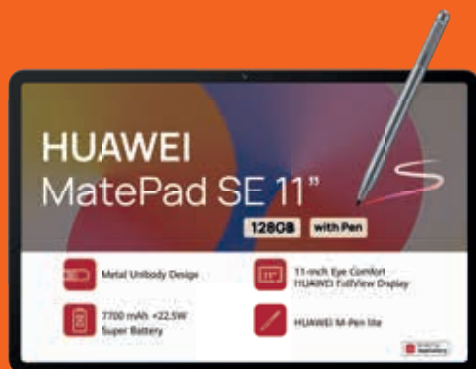 HUAWEI
MatePad SE 11"
128GB with Pen
Metal Unibody Design
11-inch Eye Comfort
HUAWEI FullView Display
7700 mAh +22.5W
Super Battery
HUAWEI M-Pen lite
AppGallery